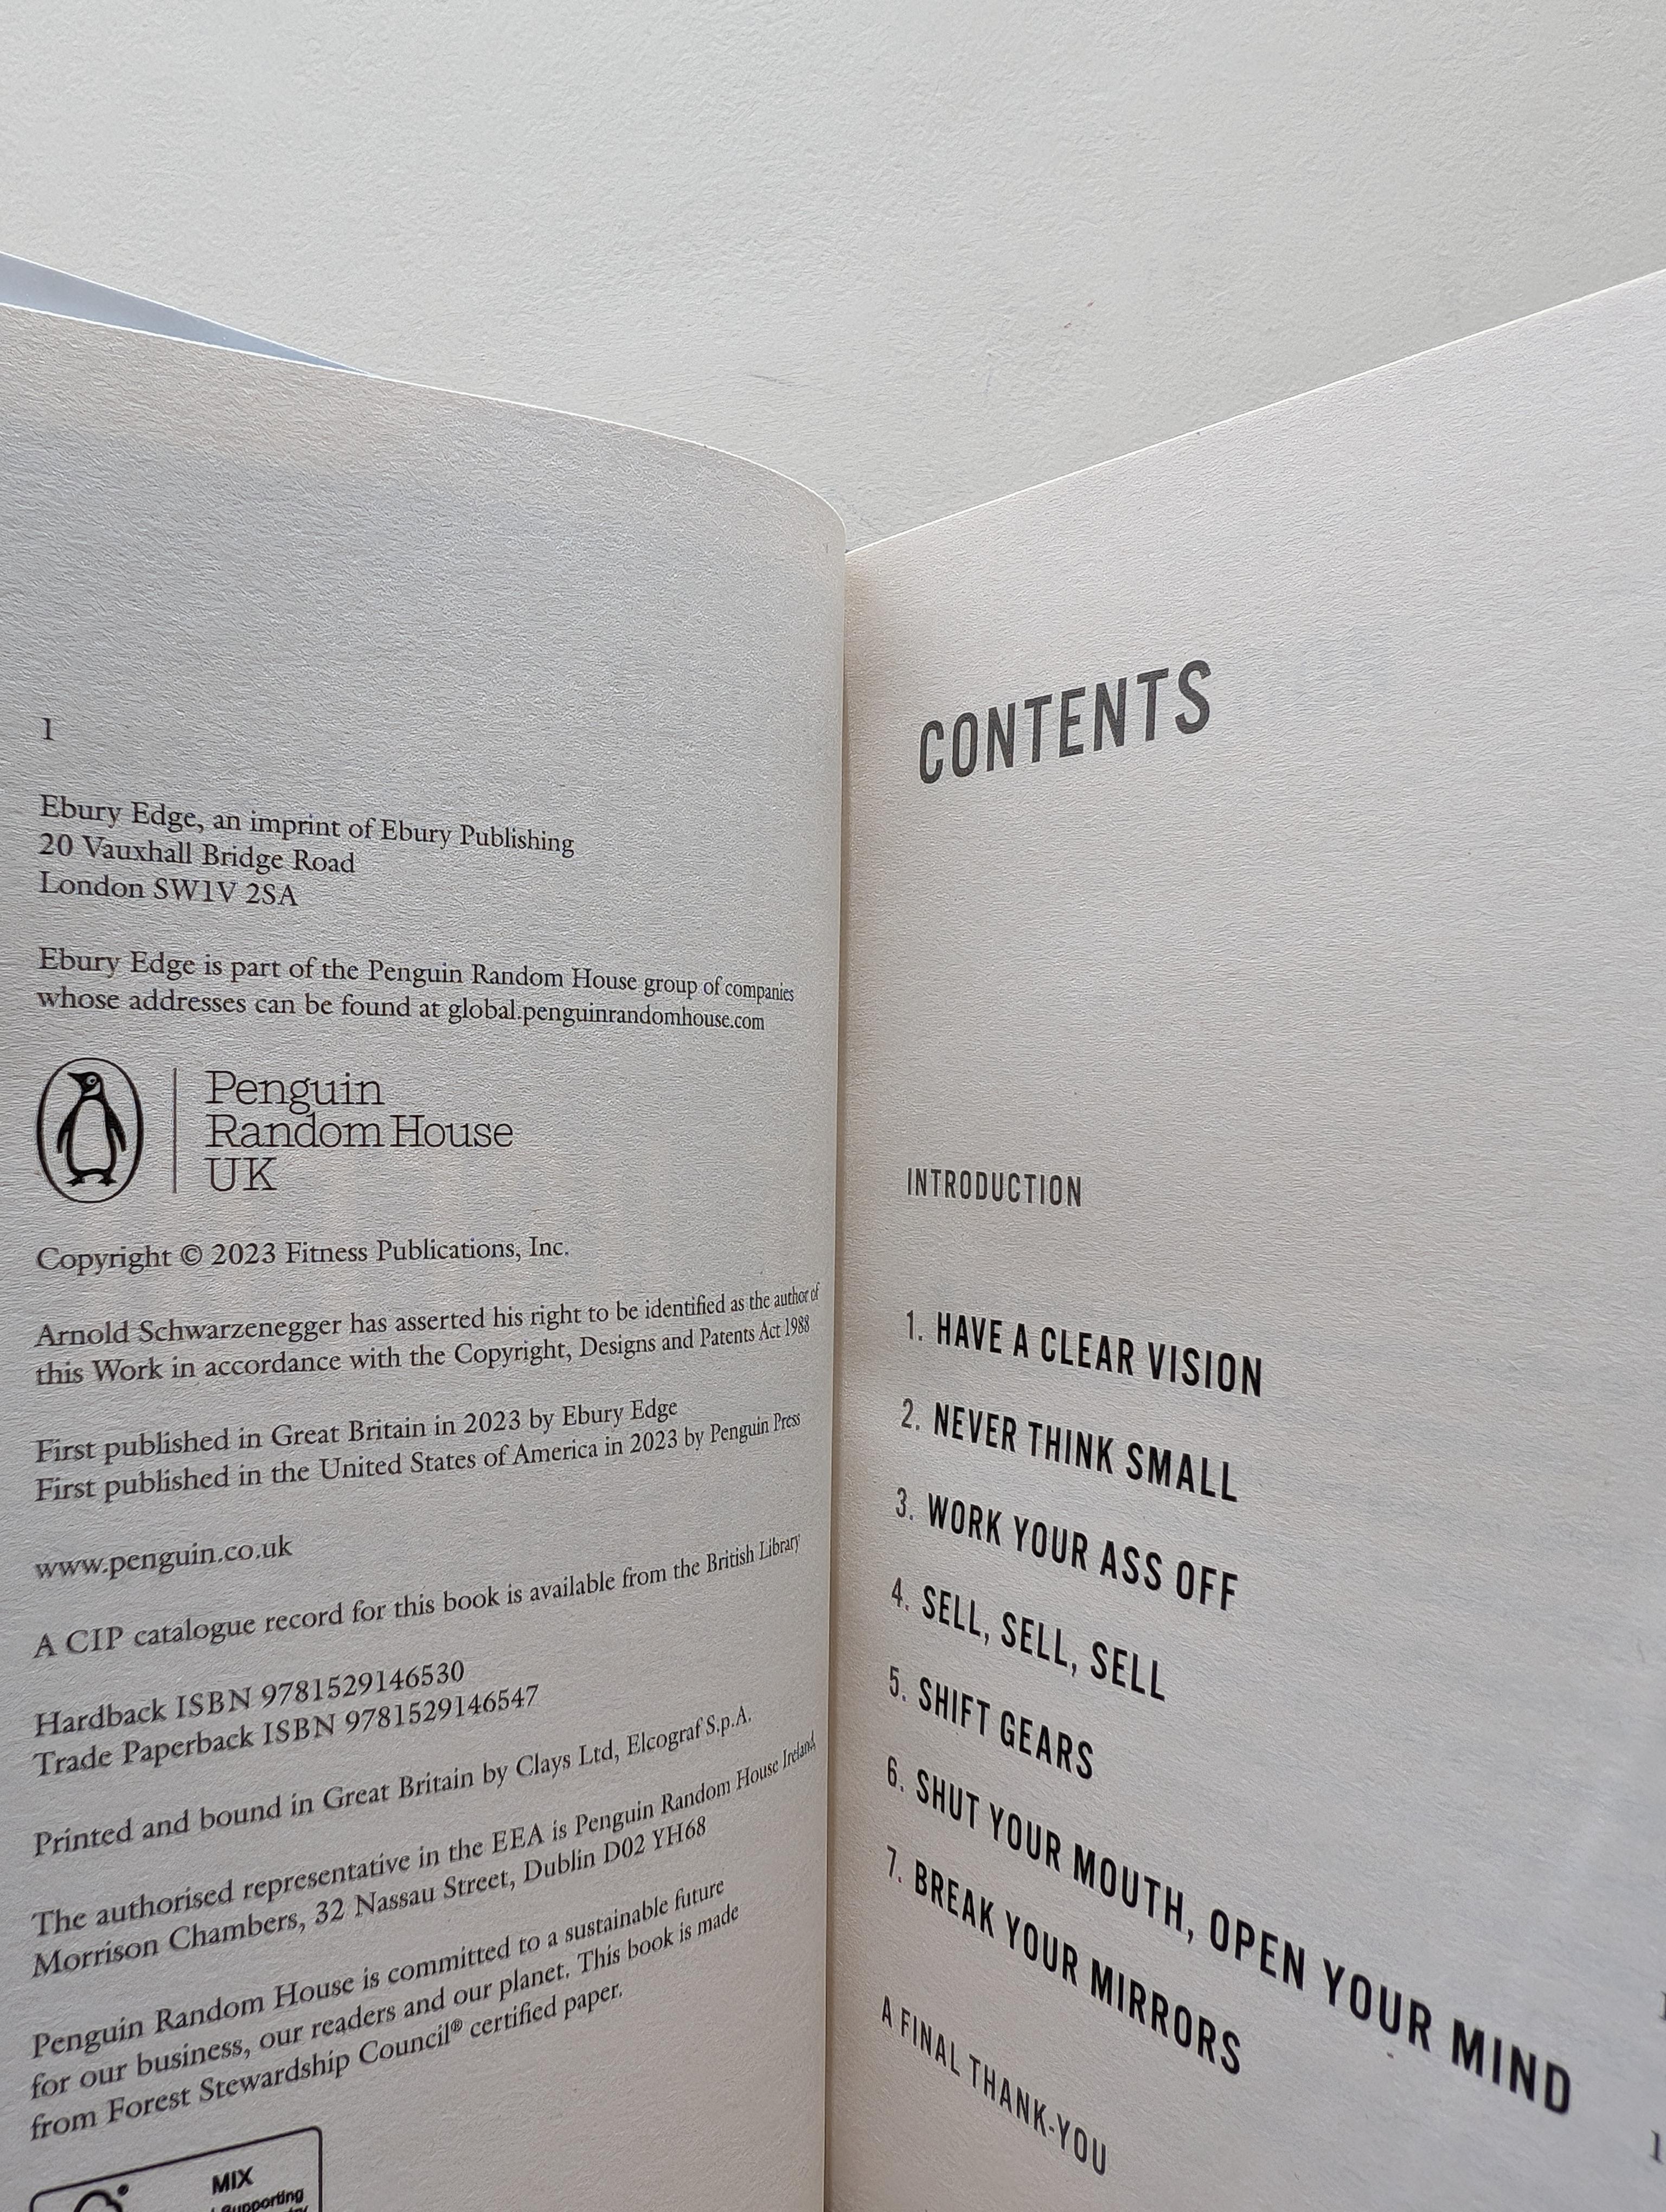 1
Ebury Edge, an imprint of Ebury Publishing
20 Vauxhall Bridge Road
London SW1V 2SA
Ebury Edge is part of the Penguin Random House group of companies
whose addresses can be found at global.penguinrandomhouse.com
Penguin
Random House
UK
Copyright © 2023 Fitness Publications, Inc.
Arnold Schwarzenegger has asserted his right to be identified as the author of
this Work in accordance with the Copyright, Designs and Patents Act 1988
First published in Great Britain in 2023 by Ebury Edge
First published in the United States of America in 2023 by Penguin Press
www.penguin.co.uk
A CIP catalogue record for this book is available from the British Library
Hardback ISBN 9781529146530
Trade Paperback ISBN 9781529146547
Printed and bound in Great Britain by Clays Ltd, Elcograf S.p.A.
The authorised representative in the EEA is Penguin Random House Ireland,
Morrison Chambers, 32 Nassau Street, Dublin D02 YH68
Penguin Random House is committed to a sustainable future
for our business, our readers and our planet. This book is made
from Forest Stewardship Council® certified paper.
MIX
Supporting
CONTENTS
INTRODUCTION
1. HAVE A CLEAR VISION
2. NEVER THINK SMALL
3. WORK YOUR ASS OFF
4. SELL, SELL, SELL
5. SHIFT GEARS
6. SHUT YOUR MOUTH, OPEN YOUR MIND
7. BREAK YOUR MIRRORS
A FINAL THANK-YOU